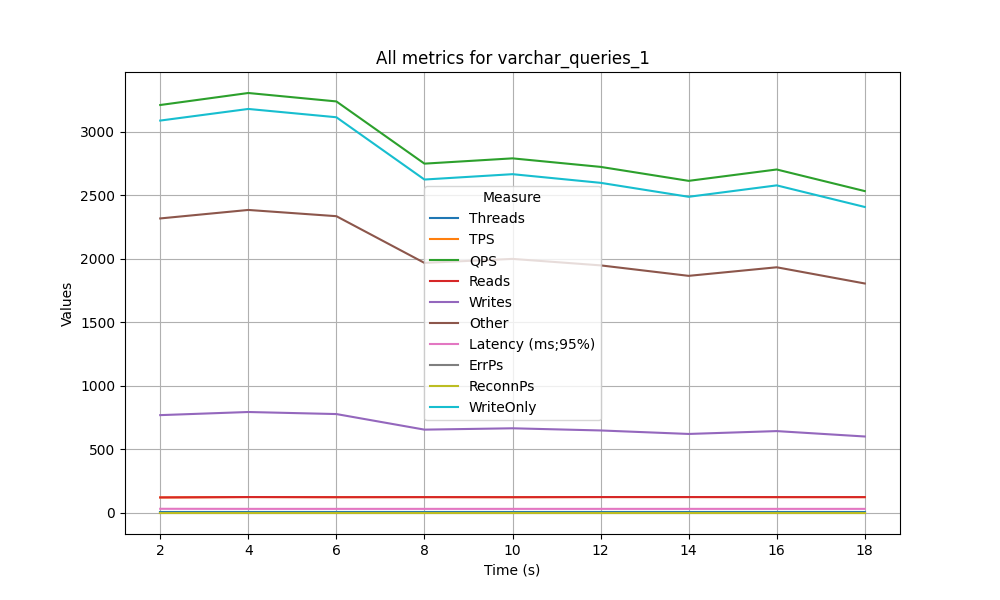 All metrics for varchar_queries_1
Values
3000
2500
2000
1500
1000
500
0
Measure
Threads
TPS
QPS
Reads
Writes
Other
Latency (ms;95%)
ErrPs
ReconnPs
WriteOnly
2 4 6 8 10 12 14 16 18
Time (s)